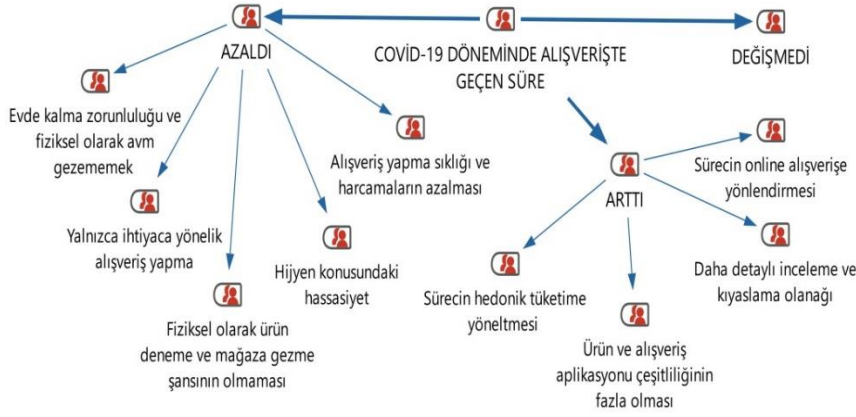 AZALDI
COVİD-19 DÖNEMİNDE ALIŞVERİŞTE
GEÇEN SÜRE
DEĞİŞMEDİ
Evde kalma zorunluluğu ve
fiziksel olarak avm
gezememek
Yalnızca ihtiyaca yönelik
alışveriş yapma
Fiziksel olarak ürün
deneme ve mağaza gezme
şansının olmaması
Hijyen konusundaki
hassasiyet
Alışveriş yapma sıklığı ve
harcamaların azalması
ARTTI
Sürecin hedonik tüketime
yöneltmesi
Ürün ve alışveriş
aplikasyonu çeşitliliğinin
fazla olması
Daha detaylı inceleme ve
kıyaslama olanağı
Sürecin online alışverişe
yönlendirmesi